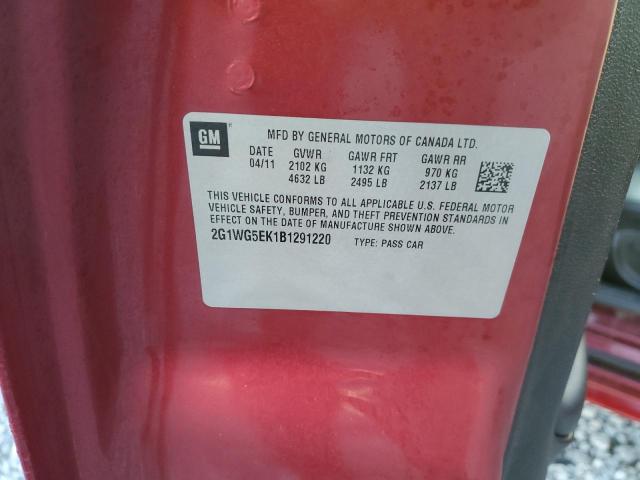 GM
MFD BY GENERAL MOTORS OF CANADA LTD.
DATE GVWR GAWR FRT GAWR RR
04/11 2102 KG 1132 KG 970 KG
4632 LB 2495 LB 2137 LB
THIS VEHICLE CONFORMS TO ALL APPLICABLE U.S. FEDERAL MOTOR
VEHICLE SAFETY, BUMPER, AND THEFT PREVENTION STANDARDS IN
EFFECT ON THE DATE OF MANUFACTURE SHOWN ABOVE.
2G1WG5EK1B1291220 TYPE: PASS CAR